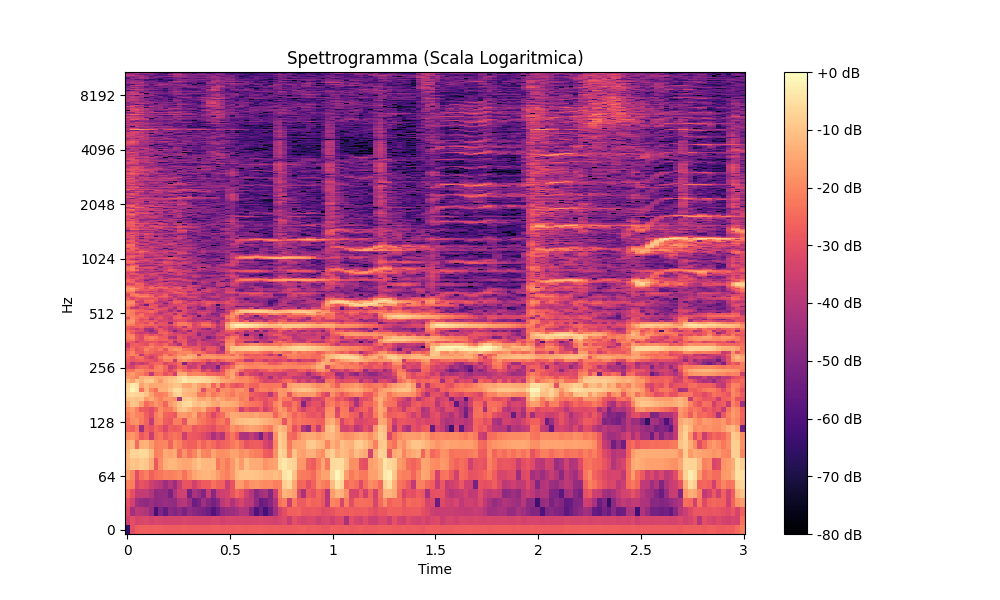 Spettrogramma (Scala Logaritmica)
Hz
8192
4096
2048
1024
512
256
128
64
0
0 0.5 1 1.5 2 2.5 3
Time
+0 dB
-10 dB
-20 dB
-30 dB
-40 dB
-50 dB
-60 dB
-70 dB
-80 dB